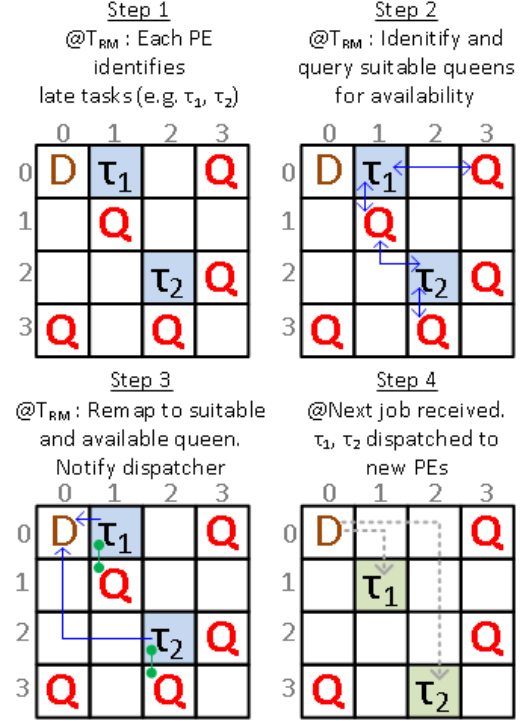 Step 1
@T_RM : Each PE
identifies
late tasks (e.g. τ₁, τ₂)
0 1 2 3
0 D τ₁ Q
1 Q
2 τ₂ Q
3 Q Q
Step 2
@T_RM : Idenitify and
query suitable queens
for availability
0 1 2 3
0 D τ₁ Q
1 Q
2 τ₂ Q
3 Q Q
Step 3
@T_RM : Remap to suitable
and available queen.
Notify dispatcher
0 1 2 3
0 D τ₁ Q
1 Q
2 τ₂ Q
3 Q Q
Step 4
@Next job received.
τ₁, τ₂ dispatched to
new PEs
0 1 2 3
0 D Q
1 τ₁
2 Q
3 Q τ₂